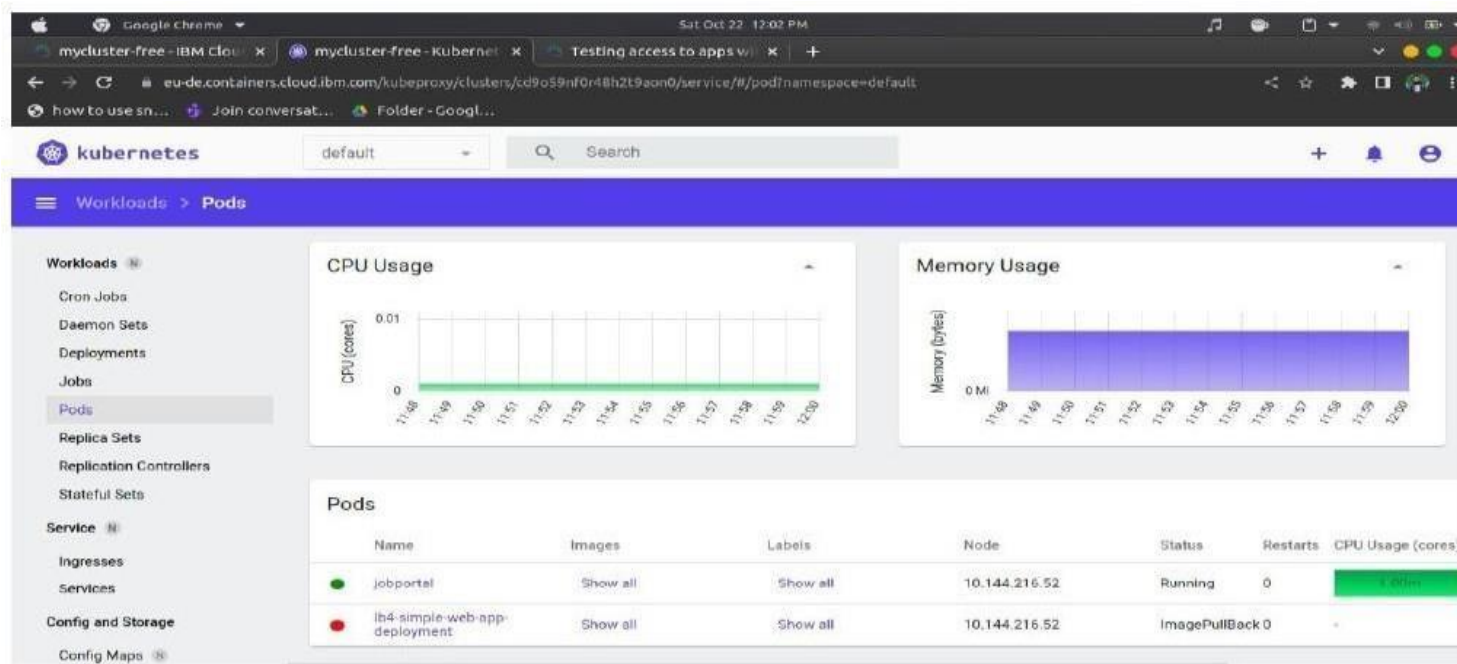 Google Chrome
Sat Oct 22 12:02 PM
mycluster-free - IBM Clou
mycluster-free - Kubernet
Testing access to apps wi
eu-de.containers.cloud.ibm.com/kubeproxy/clusters/cd9o59nf0r48h2t9aon0/service/#/pod?namespace=default
how to use sn...
Join conversat...
Folder - Googl...
kubernetes
default
Search
Workloads > Pods
Workloads N
Cron Jobs
Daemon Sets
Deployments
Jobs
Pods
Replica Sets
Replication Controllers
Stateful Sets
Service N
Ingresses
Services
Config and Storage
Config Maps N
CPU Usage
CPU (cores)
0.01
0
11:48 11:49 11:50 11:51 11:52 11:53 11:54 11:55 11:56 11:57 11:58 11:59 12:00
Memory Usage
Memory (bytes)
0 Mi
11:48 11:49 11:50 11:51 11:52 11:53 11:54 11:55 11:56 11:57 11:58 11:59 12:00
Pods
Name Images Labels Node Status Restarts CPU Usage (cores)
jobportal Show all Show all 10.144.216.52 Running 0 1.00m
lb4-simple-web-app-
deployment Show all Show all 10.144.216.52 ImagePullBack 0 -